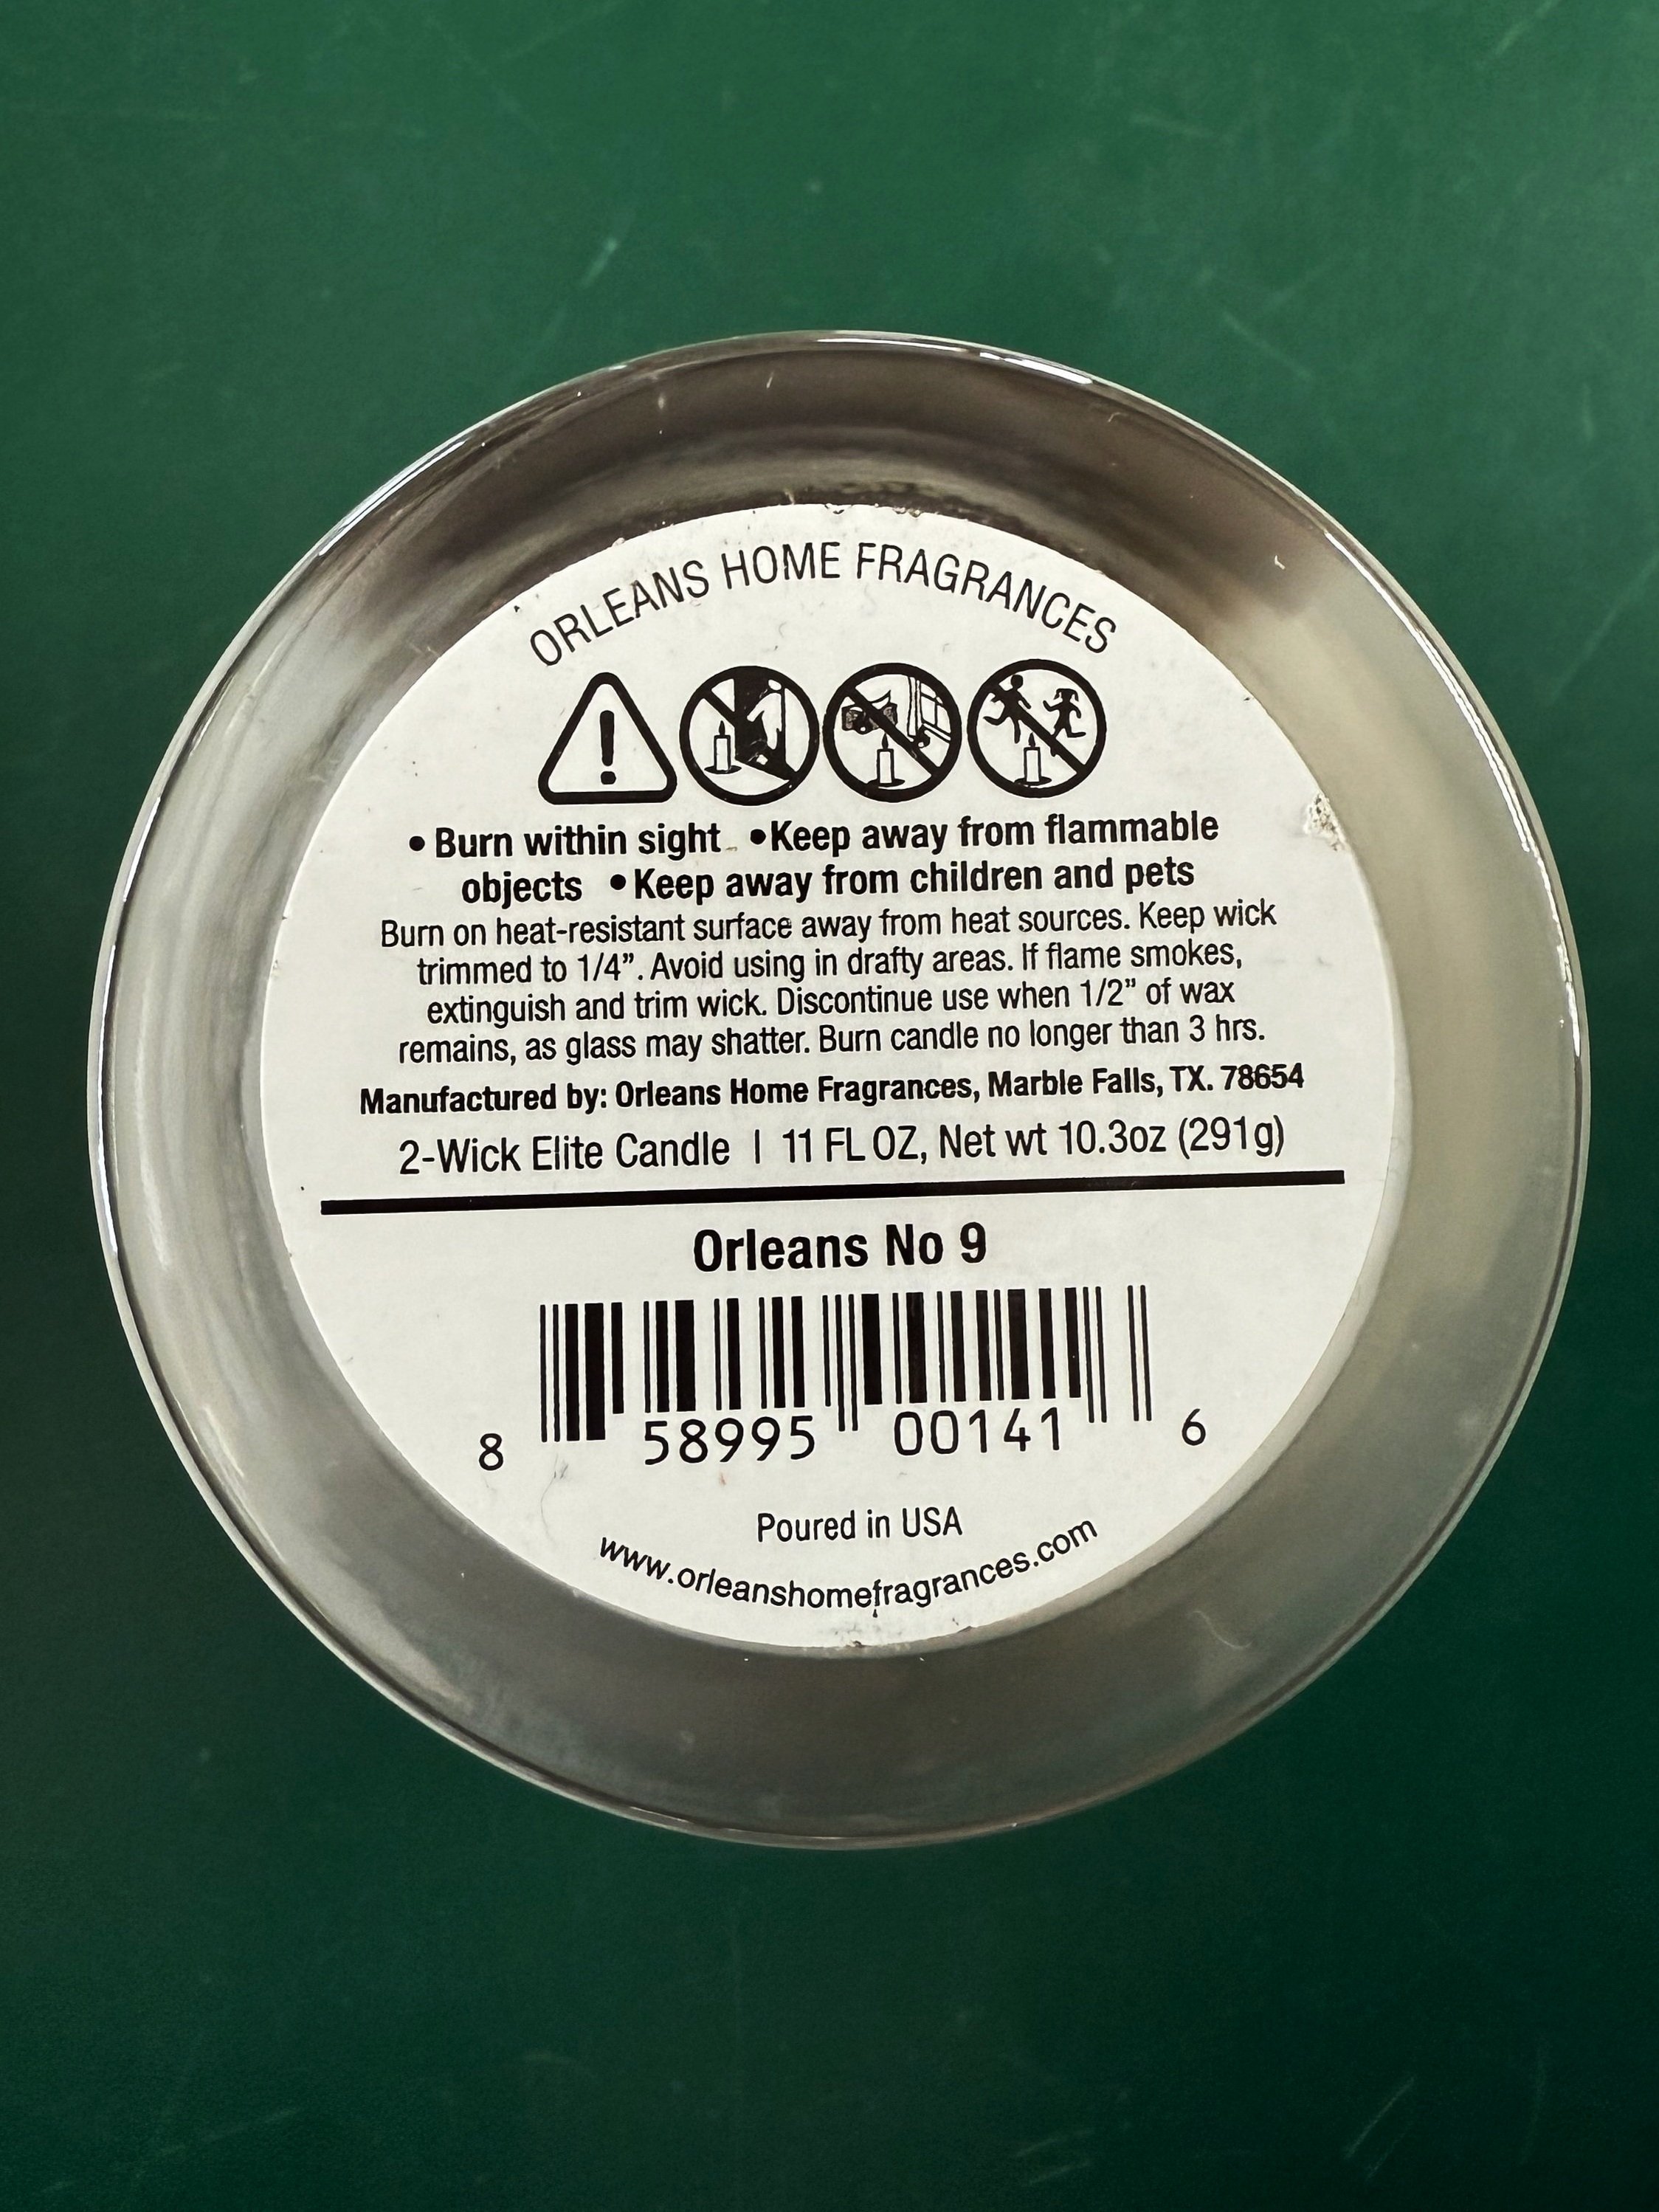 ORLEANS HOME FRAGRANCES
• Burn within sight •Keep away from flammable
objects •Keep away from children and pets
Burn on heat-resistant surface away from heat sources. Keep wick
trimmed to 1/4”. Avoid using in drafty areas. If flame smokes,
extinguish and trim wick. Discontinue use when 1/2” of wax
remains, as glass may shatter. Burn candle no longer than 3 hrs.
Manufactured by: Orleans Home Fragrances, Marble Falls, TX. 78654
2-Wick Elite Candle | 11 FL OZ, Net wt 10.3oz (291g)
Orleans No 9
8 58995 00141 6
Poured in USA
www.orleanshomefragrances.com